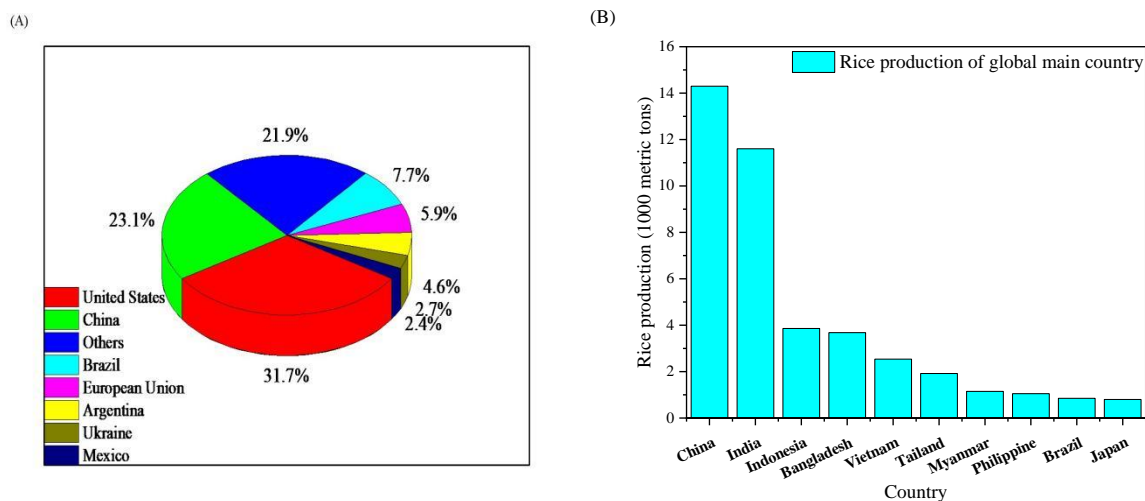 (A)
21.9%
7.7%
5.9%
23.1%
4.6%
2.7%
2.4%
31.7%
United States
China
Others
Brazil
European Union
Argentina
Ukraine
Mexico
(B)
Rice production of global main country
Rice production (1000 metric tons)
16
14
12
10
8
6
4
2
0
China
India
Indonesia
Bangladesh
Vietnam
Tailand
Myanmar
Philippine
Brazil
Japan
Country